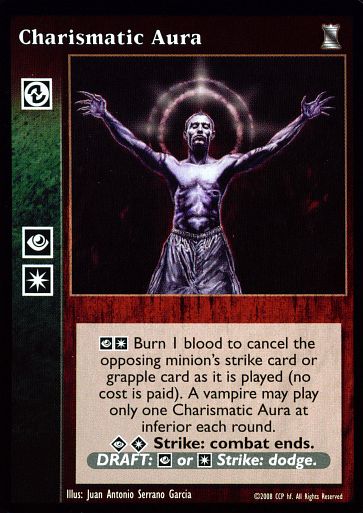 Charismatic Aura
Burn 1 blood to cancel the
opposing minion's strike card or
grapple card as it is played (no
cost is paid). A vampire may play
only one Charismatic Aura at
inferior each round.
Strike: combat ends.
DRAFT: or Strike: dodge.
Illus: Juan Antonio Serrano García ©2008 CCP hf. All Rights Reserved